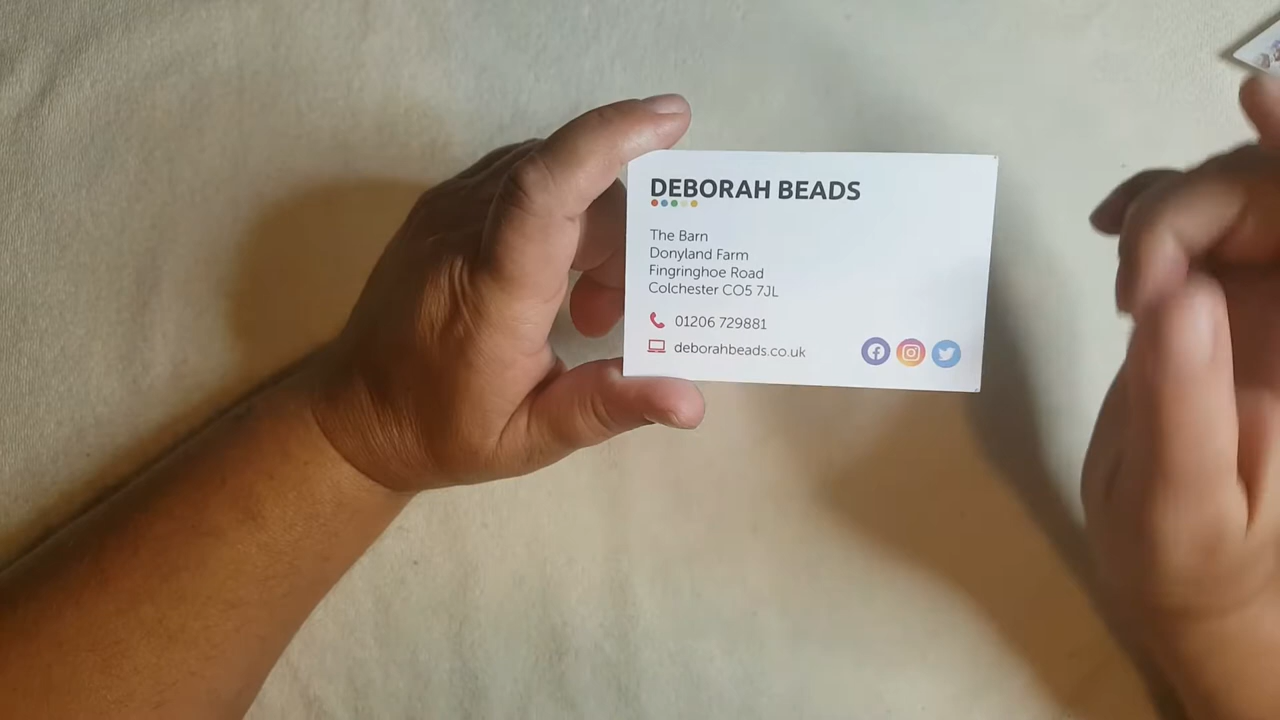 DEBORAH BEADS
The Barn
Donyland Farm
Fingringhoe Road
Colchester CO5 7JL
01206 729881
deborahbeads.co.uk